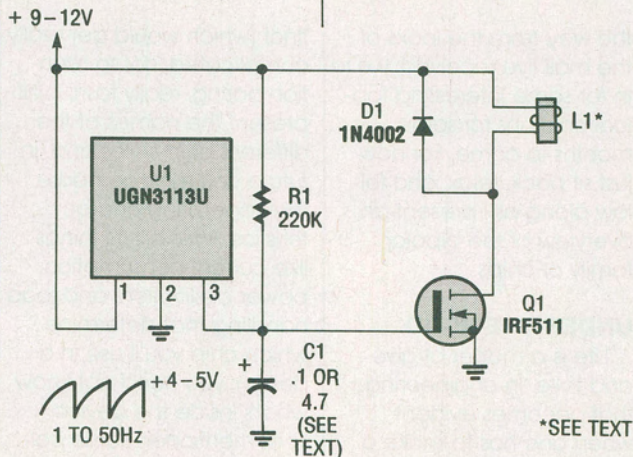 + 9-12V
U1
UGN3113U
1 2 3
R1
220K
D1
1N4002
L1*
Q1
IRF511
+
C1
1 OR
4.7
(SEE
TEXT)
+4-5V
1 TO 50Hz
*SEE TEXT